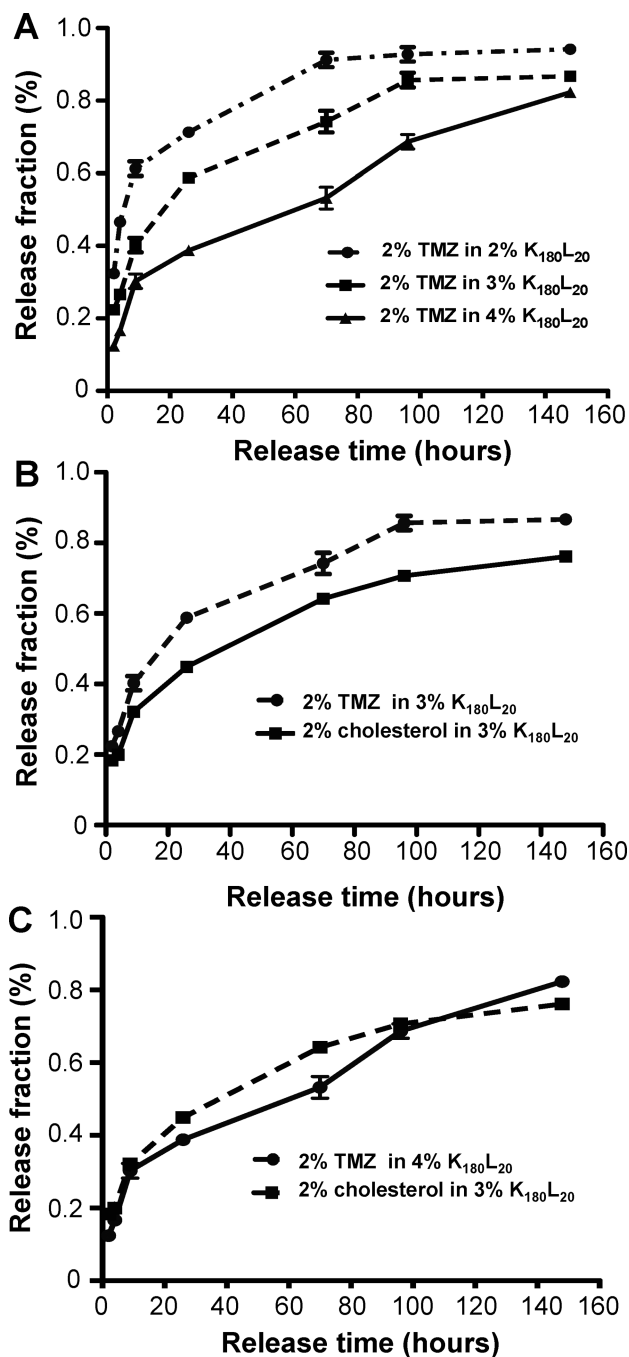 A
Release fraction (%)
1.0
0.8
0.6
0.4
0.2
0
2% TMZ in 2% K₁₈₀L₂₀
2% TMZ in 3% K₁₈₀L₂₀
2% TMZ in 4% K₁₈₀L₂₀
0 20 40 60 80 100 120 140 160
Release time (hours)
B
Release fraction (%)
1.0
0.8
0.6
0.4
0.2
0
2% TMZ in 3% K₁₈₀L₂₀
2% cholesterol in 3% K₁₈₀L₂₀
0 20 40 60 80 100 120 140 160
Release time (hours)
C
Release fraction (%)
1.0
0.8
0.6
0.4
0.2
0
2% TMZ in 4% K₁₈₀L₂₀
2% cholesterol in 3% K₁₈₀L₂₀
0 20 40 60 80 100 120 140 160
Release time (hours)